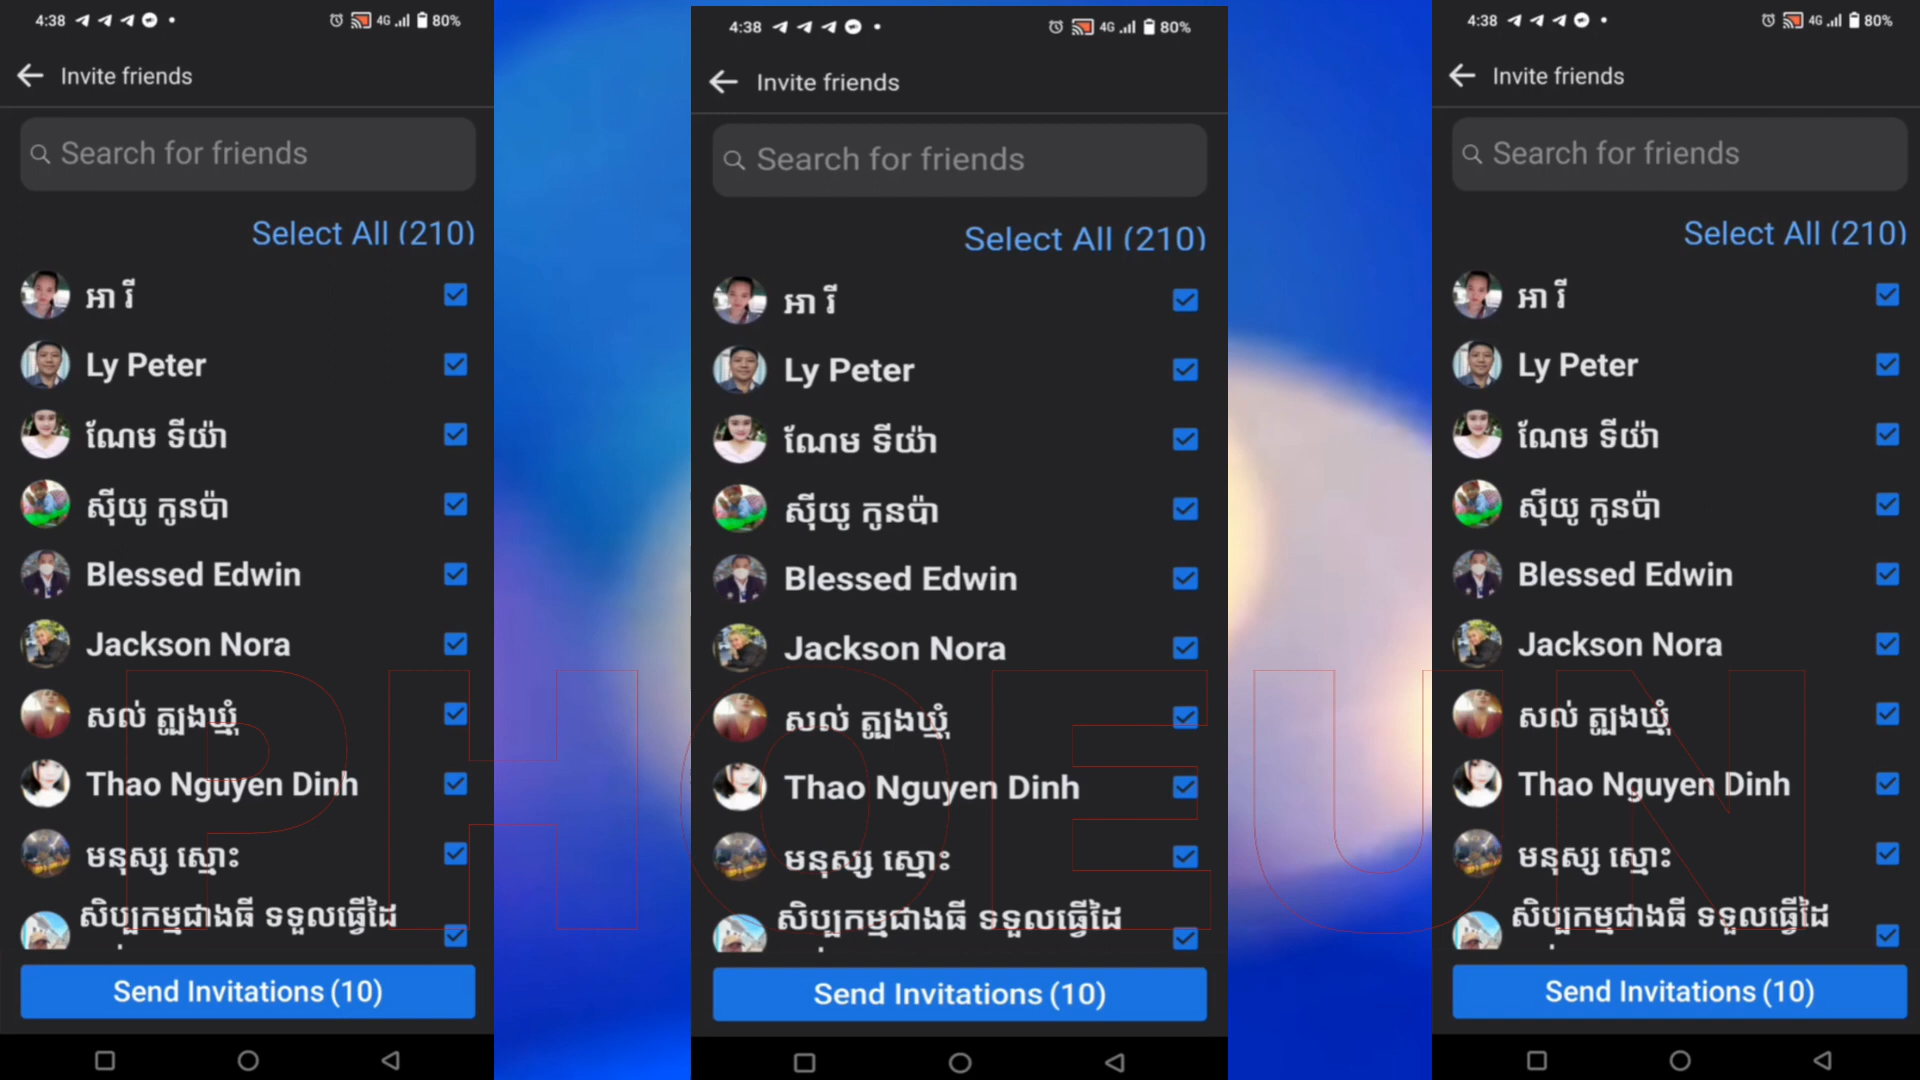 4:38 4G 80%
Invite friends
Search for friends
Select All (210)
អា រី
Ly Peter
ណែម ទីយ៉ា
ស៊ីយូ កូនប៉ា
Blessed Edwin
Jackson Nora
សល់ ត្បូងឃ្មុំ
Thao Nguyen Dinh
មនុស្ស ស្មោះ
សិប្បកម្មជាងធី ទទួលធ្វើដៃ
Send Invitations (10)
4:38 4G 80%
Invite friends
Search for friends
Select All (210)
អា រី
Ly Peter
ណែម ទីយ៉ា
ស៊ីយូ កូនប៉ា
Blessed Edwin
Jackson Nora
សល់ ត្បូងឃ្មុំ
Thao Nguyen Dinh
មនុស្ស ស្មោះ
សិប្បកម្មជាងធី ទទួលធ្វើដៃ
Send Invitations (10)
4:38 4G 80%
Invite friends
Search for friends
Select All (210)
អា រី
Ly Peter
ណែម ទីយ៉ា
ស៊ីយូ កូនប៉ា
Blessed Edwin
Jackson Nora
សល់ ត្បូងឃ្មុំ
Thao Nguyen Dinh
មនុស្ស ស្មោះ
សិប្បកម្មជាងធី ទទួលធ្វើដៃ
Send Invitations (10)
PHOEUN